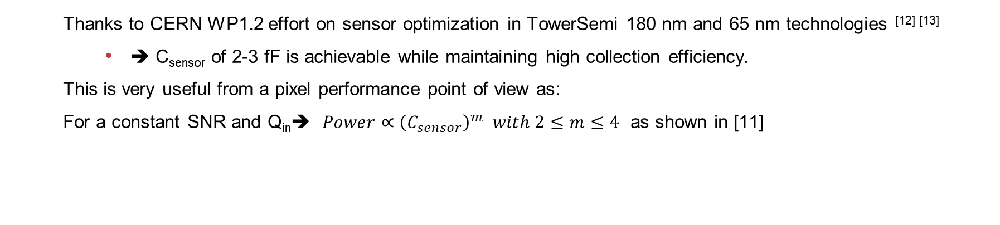 Thanks to CERN WP1.2 effort on sensor optimization in TowerSemi 180 nm and 65 nm technologies [12] [13]
• ➔ Csensor of 2-3 fF is achievable while maintaining high collection efficiency.
This is very useful from a pixel performance point of view as:
For a constant SNR and Qin➔ Power ∝ (Csensor)^m with 2 ≤ m ≤ 4 as shown in [11]